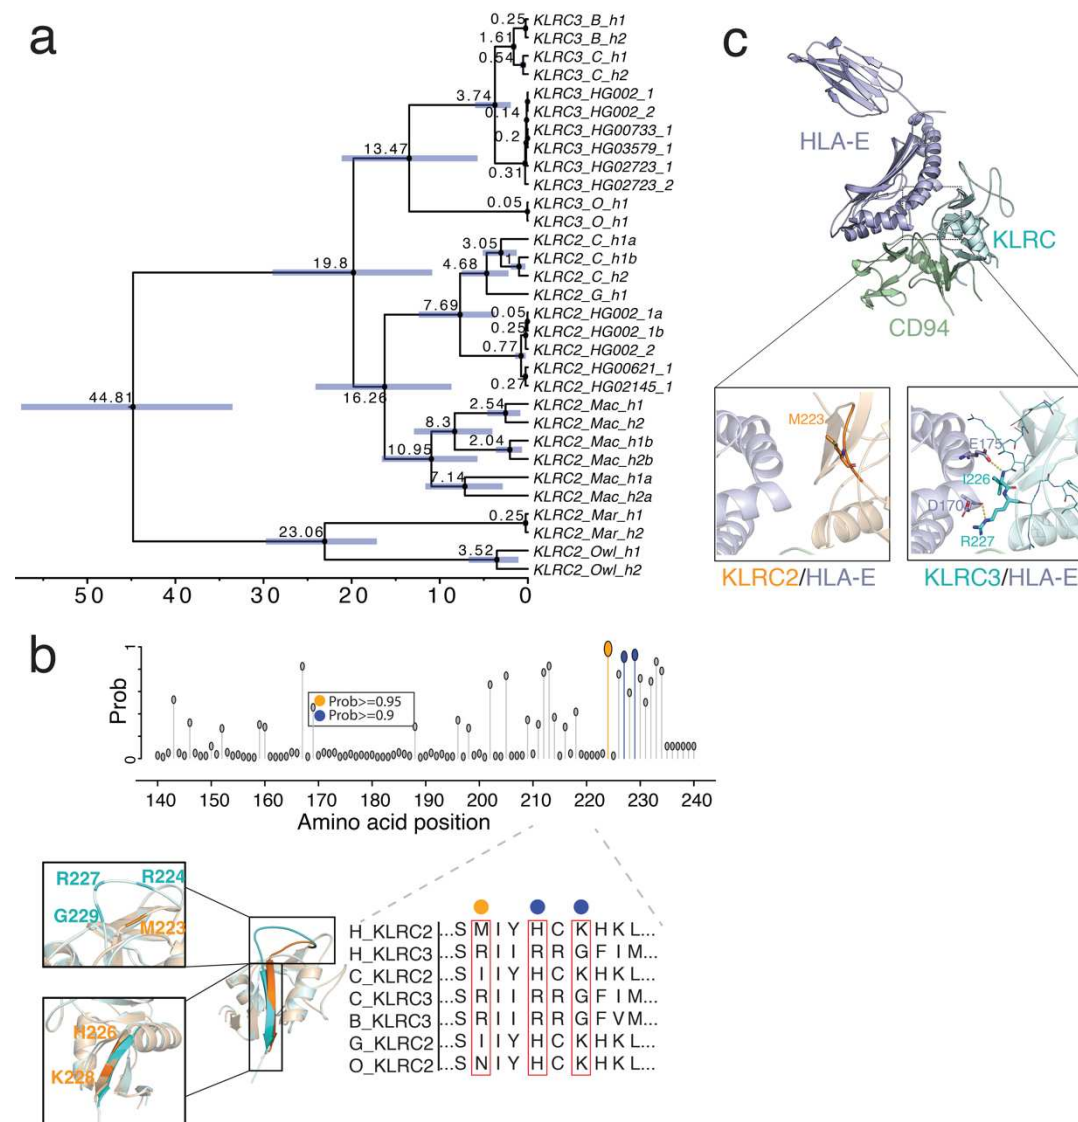 a
0.25
KLRC3_B_h1
KLRC3_B_h2
1.61
KLRC3_C_h1
0.54
KLRC3_C_h2
3.74
KLRC3_HG002_1
0.14
KLRC3_HG002_2
KLRC3_HG00733_1
0.2
KLRC3_HG03579_1
13.47
KLRC3_HG02723_1
0.31
KLRC3_HG02723_2
0.05
KLRC3_O_h1
KLRC3_O_h1
3.05
KLRC2_C_h1a
1
KLRC2_C_h1b
19.8
4.68
KLRC2_C_h2
KLRC2_G_h1
7.69
0.05
KLRC2_HG002_1a
0.25
KLRC2_HG002_1b
0.77
KLRC2_HG002_2
KLRC2_HG00621_1
0.27
KLRC2_HG02145_1
16.26
44.81
2.54
KLRC2_Mac_h1
8.3
KLRC2_Mac_h2
2.04
KLRC2_Mac_h1b
10.95
KLRC2_Mac_h2b
7.14
KLRC2_Mac_h1a
KLRC2_Mac_h2a
0.25
KLRC2_Mar_h1
23.06
KLRC2_Mar_h2
3.52
KLRC2_Owl_h1
KLRC2_Owl_h2
50 40 30 20 10 0
c
HLA-E
KLRC
CD94
M223
E175
I226
D170
R227
KLRC2/HLA-E
KLRC3/HLA-E
b
Prob
1
0
Prob>=0.95
Prob>=0.9
140 150 160 170 180 190 200 210 220 230 240
Amino acid position
R227 R224
G229
M223
H226
K228
H_KLRC2 ...S M I Y H C K H K L...
H_KLRC3 ...S R I I R R G F I M...
C_KLRC2 ...S I I Y H C K H K L...
C_KLRC3 ...S R I I R R G F I M...
B_KLRC3 ...S R I I R R G F V M...
G_KLRC2 ...S I I Y H C K H K L...
O_KLRC2 ...S N I Y H C K H K L...